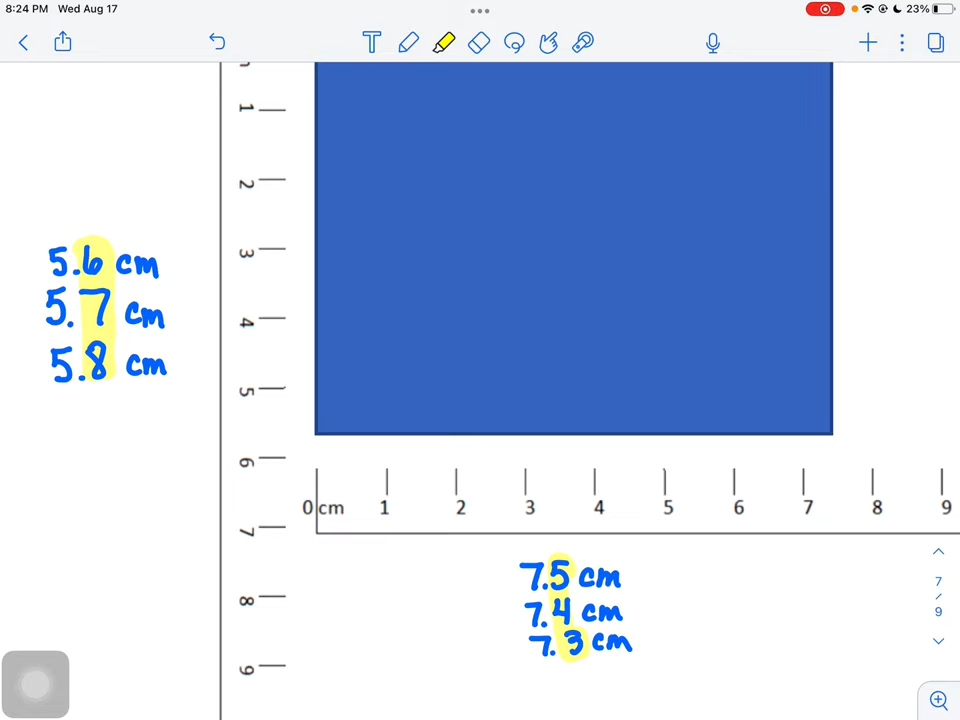 8:24 PM Wed Aug 17
23%
T
1
2
3
4
5
6
7
8
9
5.6 cm
5.7 cm
5.8 cm
0 cm 1 2 3 4 5 6 7 8 9
7.5 cm
7.4 cm
7.3 cm
7
/
9